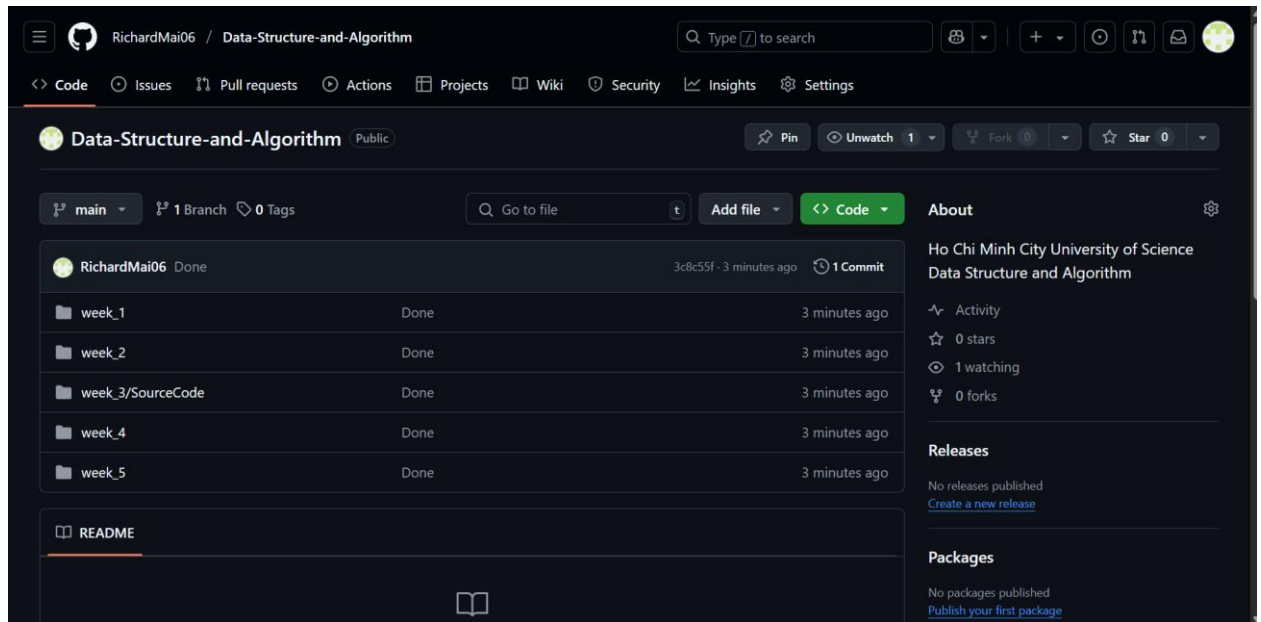 RichardMai06 / Data-Structure-and-Algorithm
Type / to search
Code Issues Pull requests Actions Projects Wiki Security Insights Settings
Data-Structure-and-Algorithm Public
Pin Unwatch 1 Fork 0 Star 0
main 1 Branch 0 Tags
Go to file t Add file Code
RichardMai06 Done 3c8c55f · 3 minutes ago 1 Commit
week_1 Done 3 minutes ago
week_2 Done 3 minutes ago
week_3/SourceCode Done 3 minutes ago
week_4 Done 3 minutes ago
week_5 Done 3 minutes ago
README
About
Ho Chi Minh City University of Science
Data Structure and Algorithm
Activity
0 stars
1 watching
0 forks
Releases
No releases published
Create a new release
Packages
No packages published
Publish your first package